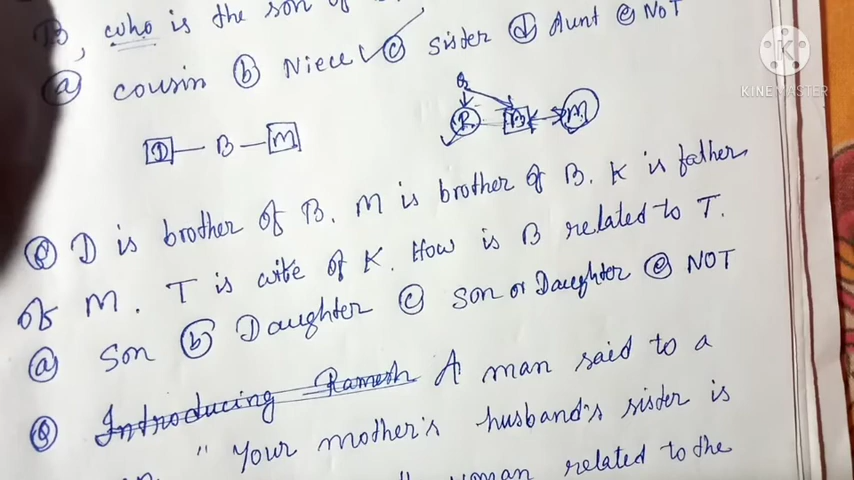 B, who is the son of
ⓐ cousin ⓑ Niece ⓒ sister ⓓ Aunt ⓔ NOT
K
KINEMASTER
D — B — M
R B M
Ⓠ D is brother of B. M is brother of B. K is father
of M. T is wife of K. How is B related to T.
ⓐ Son ⓑ Daughter ⓒ Son or Daughter ⓔ NOT
Ⓠ Introducing Ramesh A man said to a
" Your mother's husband's sister is
related to the